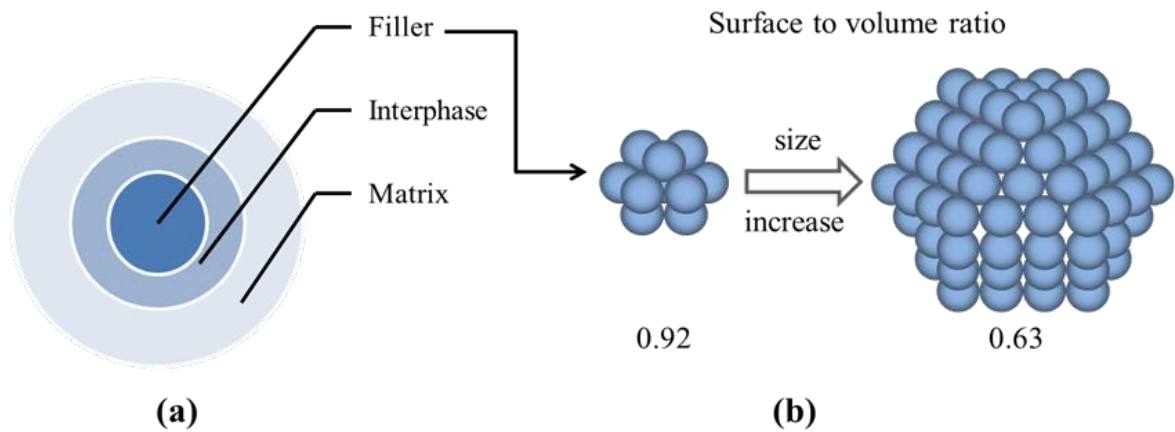 Filler
Interphase
Matrix
(a)
Surface to volume ratio
size
increase
0.92
0.63
(b)